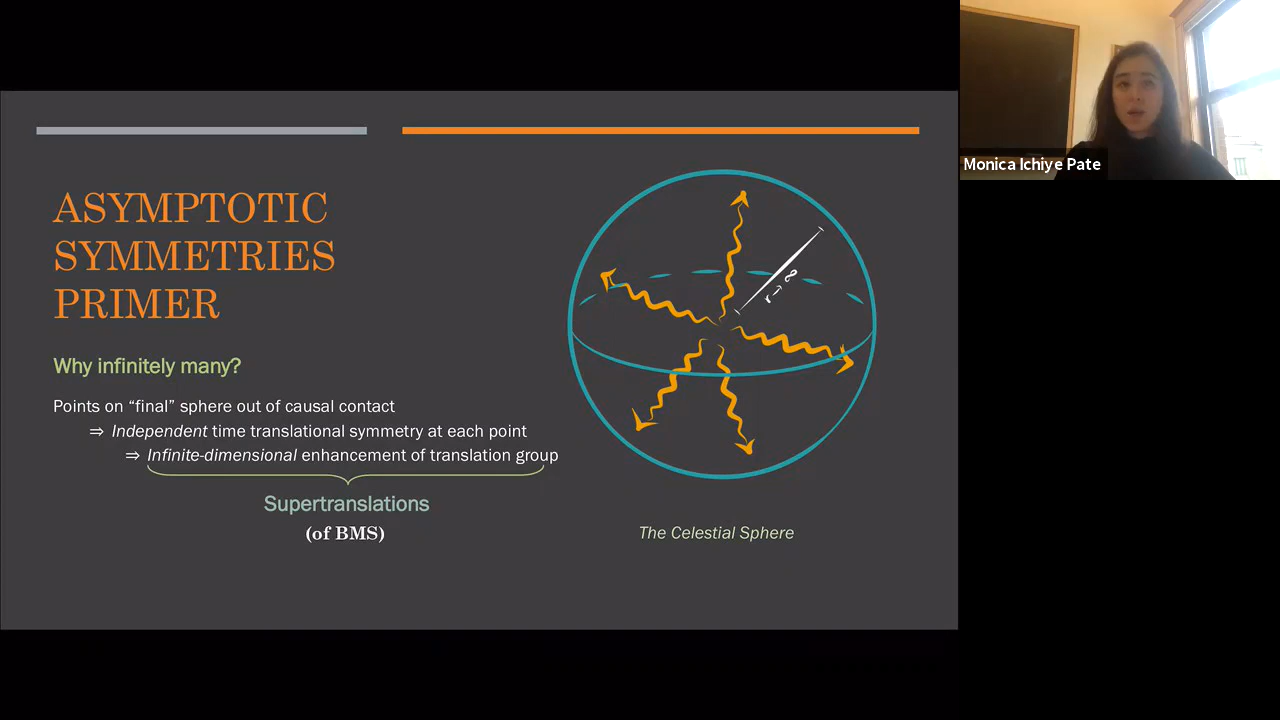 ASYMPTOTIC
SYMMETRIES
PRIMER
Why infinitely many?
Points on “final” sphere out of causal contact
⇒ Independent time translational symmetry at each point
⇒ Infinite-dimensional enhancement of translation group
Supertranslations
(of BMS)
r → ∞
The Celestial Sphere
Monica Ichiye Pate